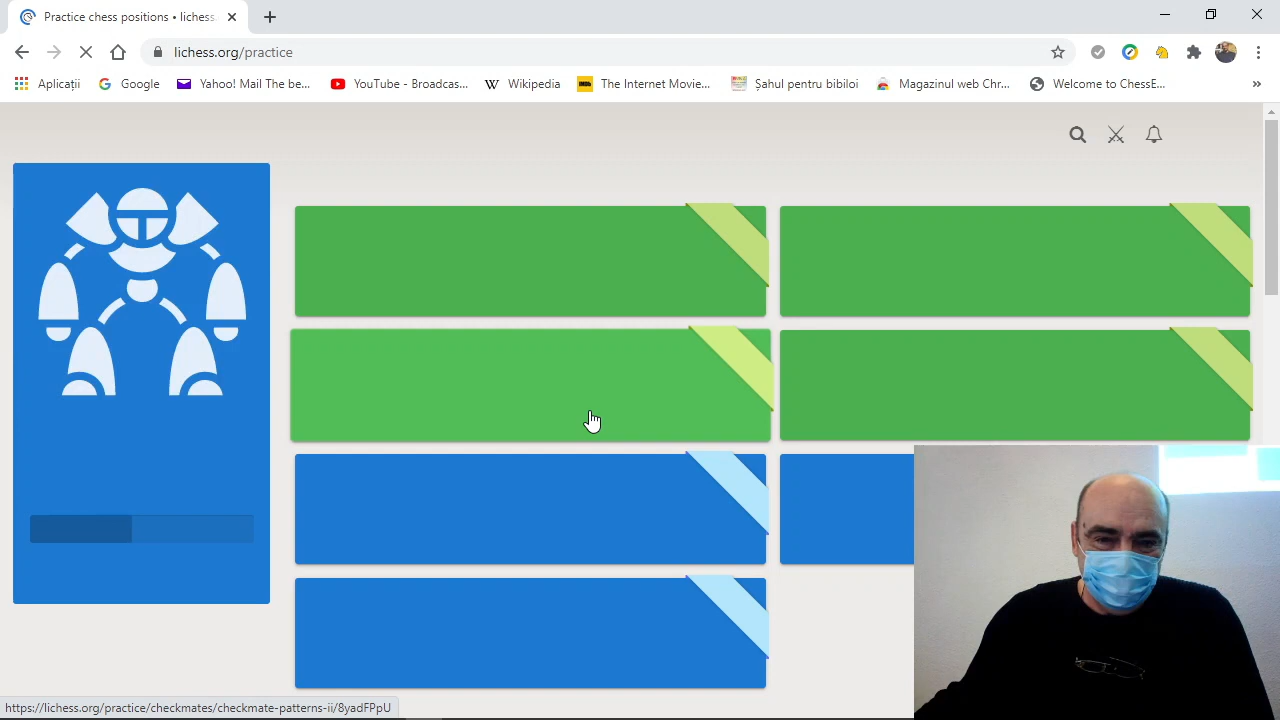 Practice chess positions • lichess
lichess.org/practice
Aplicații Google Yahoo! Mail The be... YouTube - Broadcas... Wikipedia IMDb The Internet Movie... Șahul pentru bibiloi Magazinul web Chr... Welcome to ChessE... »
https://lichess.org/practice/checkmates/checkmate-patterns-ii/8yadFPpU